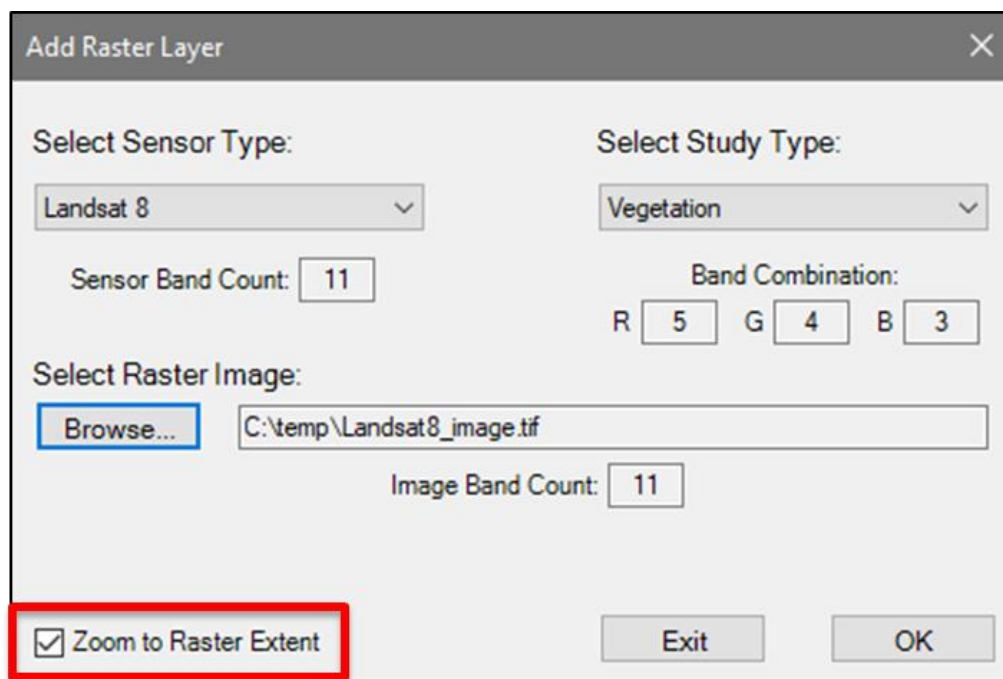 Add Raster Layer
Select Sensor Type:
Select Study Type:
Landsat 8
Vegetation
Sensor Band Count: 11
Band Combination:
R 5 G 4 B 3
Select Raster Image:
Browse... C:\temp\Landsat8_image.tif
Image Band Count: 11
Zoom to Raster Extent
Exit
OK